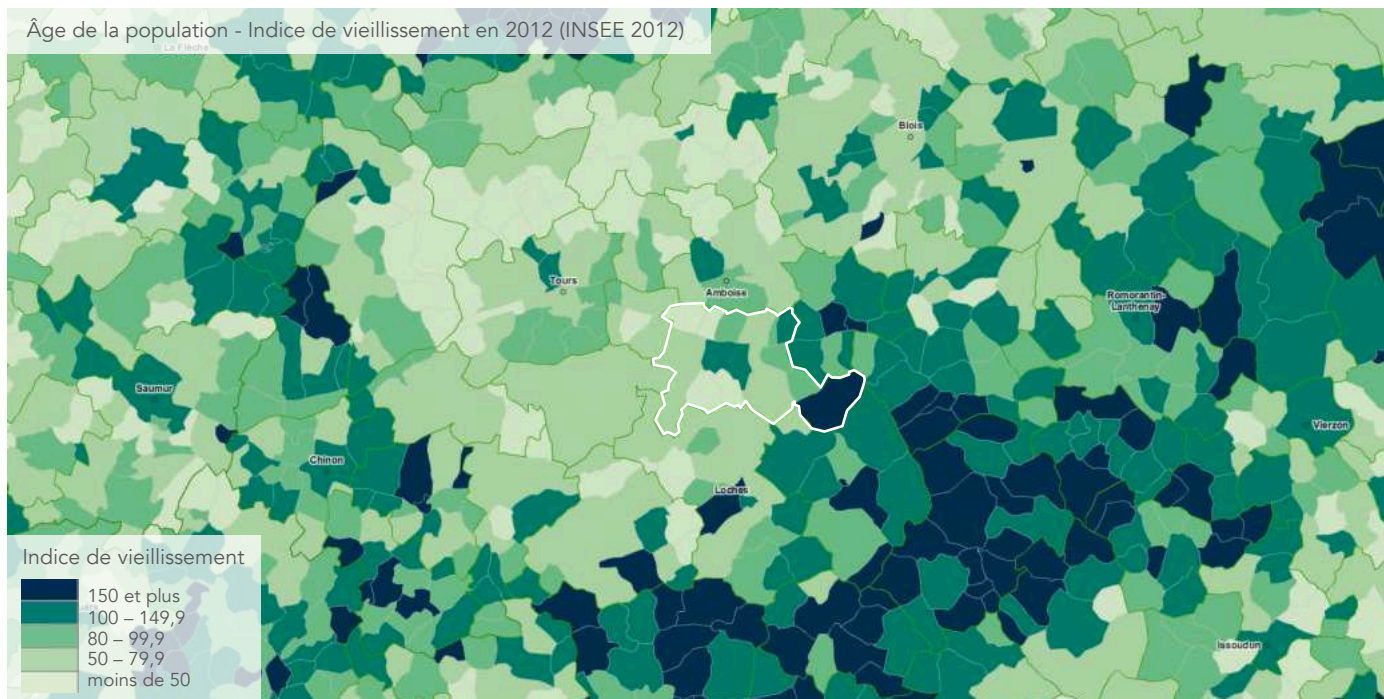 Âge de la population - Indice de vieillissement en 2012 (INSEE 2012)
La Flèche
Blois
Tours
Amboise
Romorantin-
Lanthenay
Saumur
Vierzon
Chinon
Loches
Issoudun
Indice de vieillissement
150 et plus
100 – 149,9
80 – 99,9
50 – 79,9
moins de 50